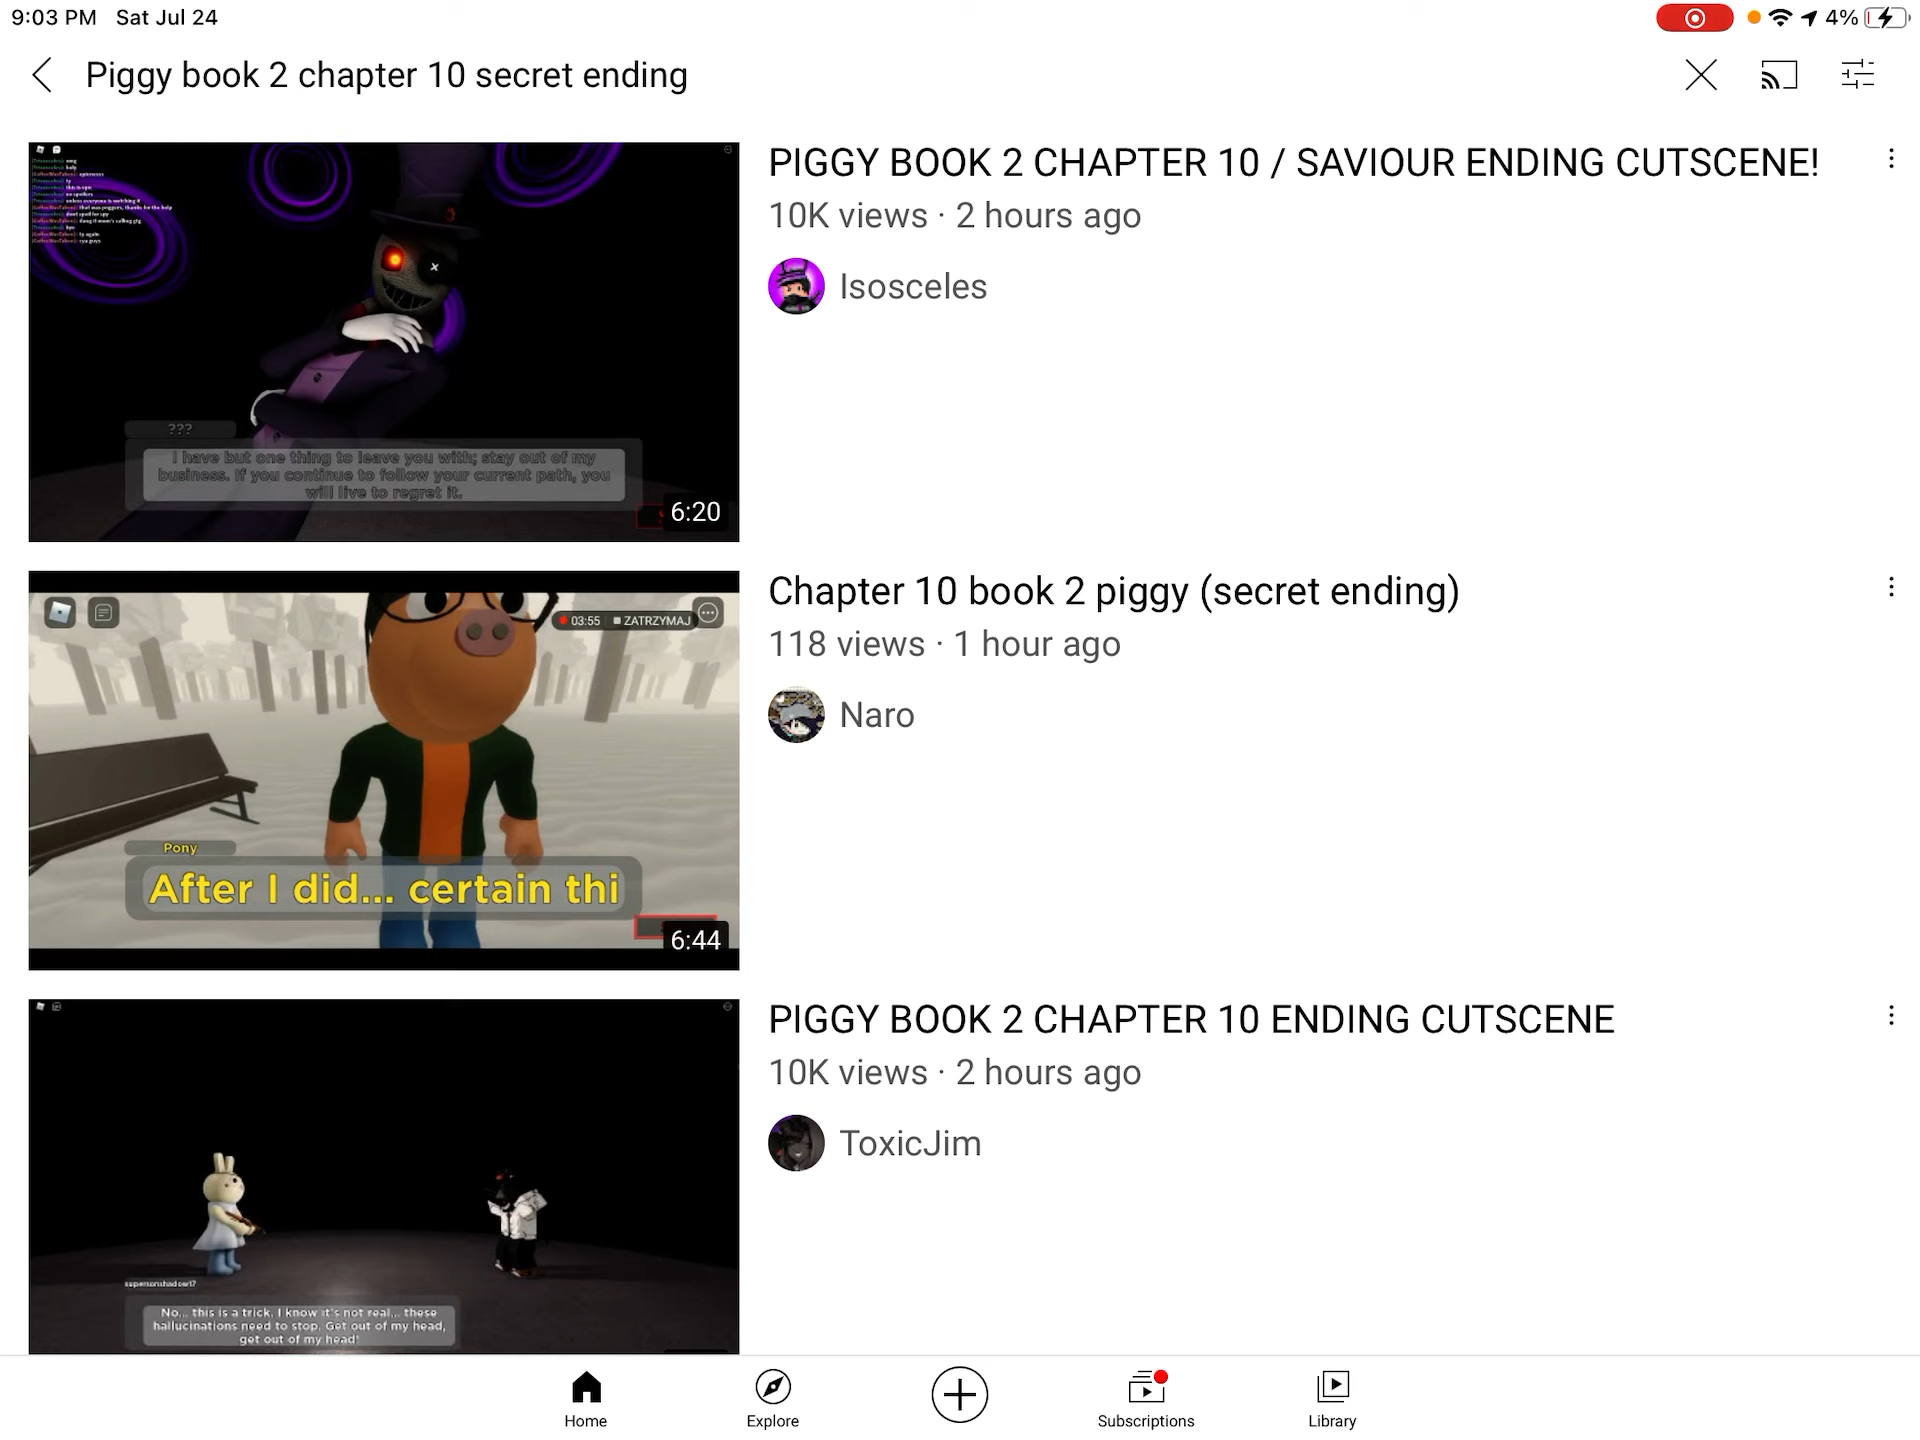 9:03 PM Sat Jul 24
4%
Piggy book 2 chapter 10 secret ending
???
I have but one thing to leave you with; stay out of my
business. If you continue to follow your current path, you
will live to regret it.
6:20
PIGGY BOOK 2 CHAPTER 10 / SAVIOUR ENDING CUTSCENE!
10K views · 2 hours ago
Isosceles
03:55 ZATRZYMAJ
Pony
After I did... certain thi
6:44
Chapter 10 book 2 piggy (secret ending)
118 views · 1 hour ago
Naro
No... this is a trick. I know it's not real... these
hallucinations need to stop. Get out of my head,
get out of my head!
PIGGY BOOK 2 CHAPTER 10 ENDING CUTSCENE
10K views · 2 hours ago
ToxicJim
Home
Explore
Subscriptions
Library